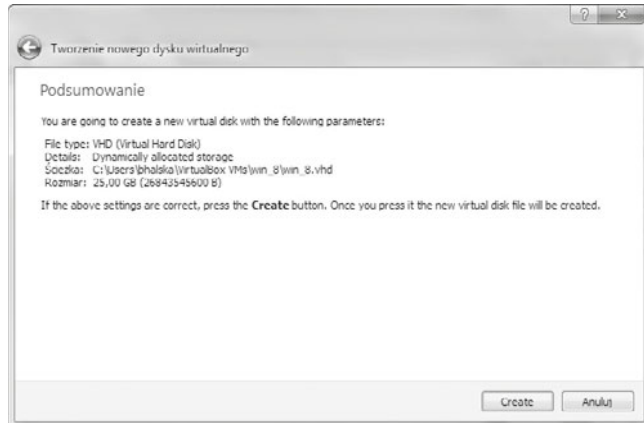 Tworzenie nowego dysku wirtualnego
Podsumowanie
You are going to create a new virtual disk with the following parameters:
File type: VHD (Virtual Hard Disk)
Details: Dynamically allocated storage
Ścieżka: C:\Users\bhalska\VirtualBox VMs\win_8\win_8.vhd
Rozmiar: 25,00 GB (26843545600 B)
If the above settings are correct, press the Create button. Once you press it the new virtual disk file will be created.
Create
Anuluj